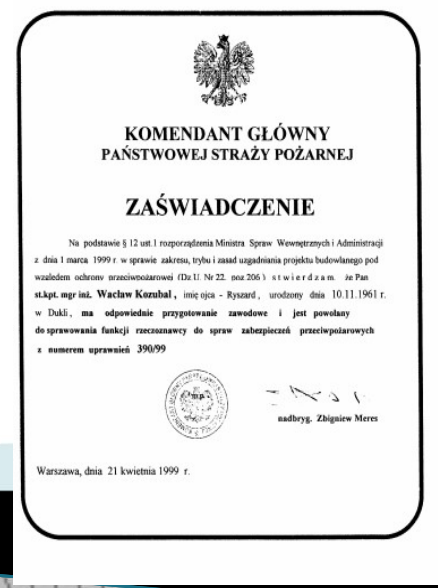 KOMENDANT GŁÓWNY
PAŃSTWOWEJ STRAŻY POŻARNEJ
ZAŚWIADCZENIE
Na podstawie § 12 ust.1 rozporządzenia Ministra Spraw Wewnętrznych i Administracji
z dnia 1 marca 1999 r. w sprawie zakresu, trybu i zasad uzgadniania projektu budowlanego pod
względem ochrony przeciwpożarowej (Dz.U. Nr 22, poz.206) s t w i e r d z a m, że Pan
st.kpt. mgr inż. Wacław Kozubal, imię ojca - Ryszard, urodzony dnia 10.11.1961 r.
w Dukli, ma odpowiednie przygotowanie zawodowe i jest powołany
do sprawowania funkcji rzeczoznawcy do spraw zabezpieczeń przeciwpożarowych
z numerem uprawnień 390/99
m.p.
nadbryg. Zbigniew Meres
Warszawa, dnia 21 kwietnia 1999 r.